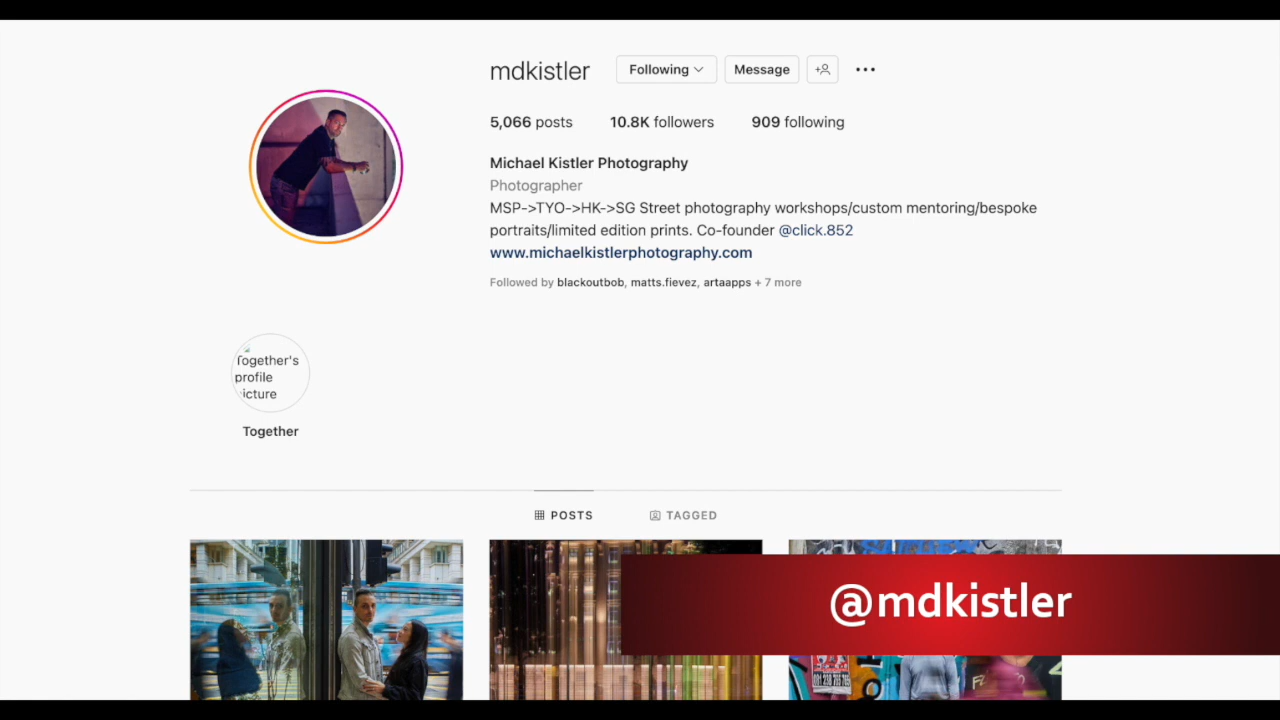 mdkistler
Following
Message
5,066 posts
10.8K followers
909 following
Michael Kistler Photography
Photographer
MSP->TYO->HK->SG Street photography workshops/custom mentoring/bespoke
portraits/limited edition prints. Co-founder @click.852
www.michaelkistlerphotography.com
Followed by blackoutbob, matts.fievez, artaapps + 7 more
Together's
profile
picture
Together
POSTS
TAGGED
@mdkistler